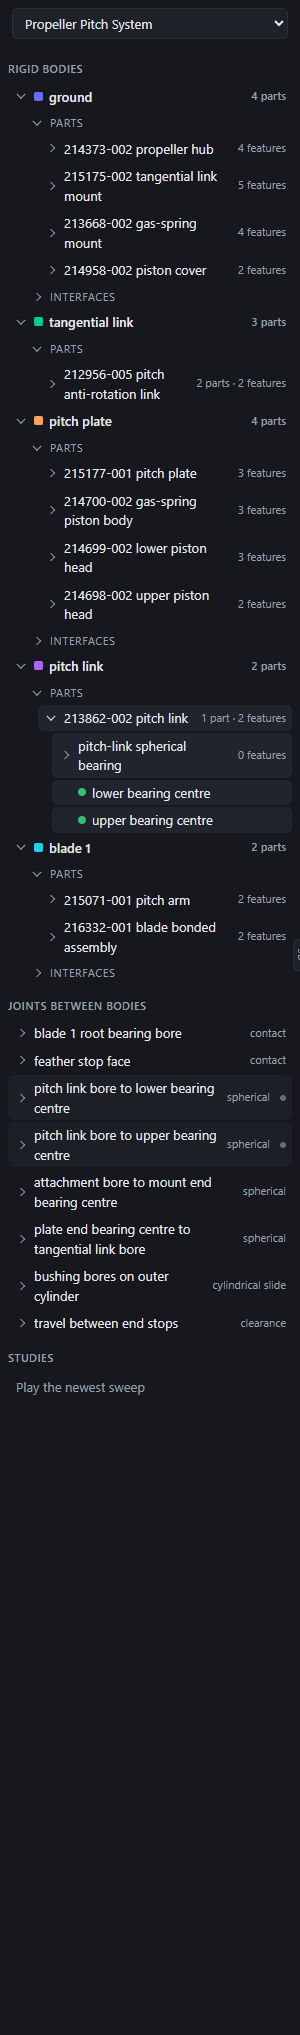 Propeller Pitch System
RIGID BODIES
ground 4 parts
PARTS
214373-002 propeller hub 4 features
215175-002 tangential link
mount 5 features
213668-002 gas-spring
mount 4 features
214958-002 piston cover 2 features
INTERFACES
tangential link 3 parts
PARTS
212956-005 pitch
anti-rotation link 2 parts · 2 features
pitch plate 4 parts
PARTS
215177-001 pitch plate 3 features
214700-002 gas-spring
piston body 3 features
214699-002 lower piston
head 3 features
214698-002 upper piston
head 2 features
INTERFACES
pitch link 2 parts
PARTS
213862-002 pitch link 1 part · 2 features
pitch-link spherical
bearing 0 features
lower bearing centre
upper bearing centre
blade 1 2 parts
PARTS
215071-001 pitch arm 2 features
216332-001 blade bonded
assembly 2 features
INTERFACES
JOINTS BETWEEN BODIES
blade 1 root bearing bore contact
feather stop face contact
pitch link bore to lower bearing
centre spherical
pitch link bore to upper bearing
centre spherical
attachment bore to mount end
bearing centre spherical
plate end bearing centre to
tangential link bore spherical
bushing bores on outer
cylinder cylindrical slide
travel between end stops clearance
STUDIES
Play the newest sweep